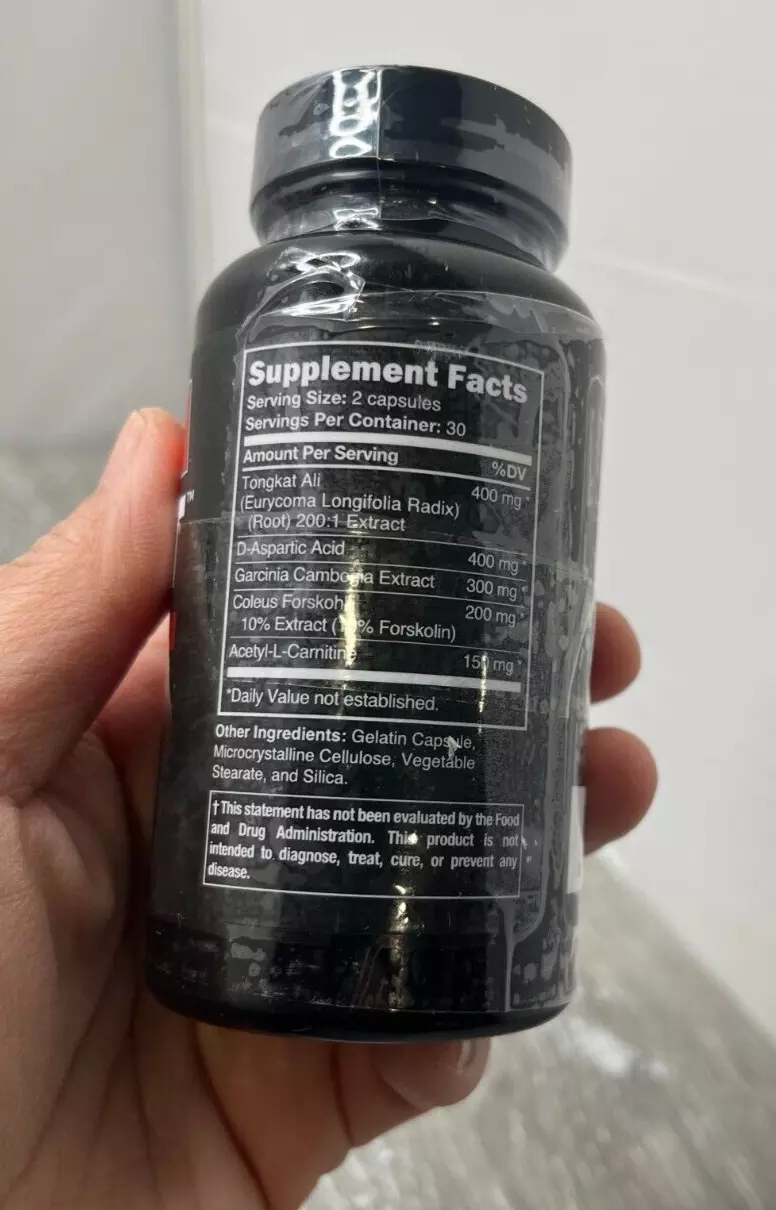 Supplement Facts
Serving Size: 2 capsules
Servings Per Container: 30
Amount Per Serving %DV
Tongkat Ali 400 mg *
(Eurycoma Longifolia Radix)
(Root) 200:1 Extract
D-Aspartic Acid 400 mg *
Garcinia Cambogia Extract 300 mg *
Coleus Forskohlii 200 mg *
10% Extract (10% Forskolin)
Acetyl-L-Carnitine 150 mg *
*Daily Value not established.
Other Ingredients: Gelatin Capsule,
Microcrystalline Cellulose, Vegetable
Stearate, and Silica.
†This statement has not been evaluated by the Food
and Drug Administration. This product is not
intended to diagnose, treat, cure, or prevent any
disease.
TM